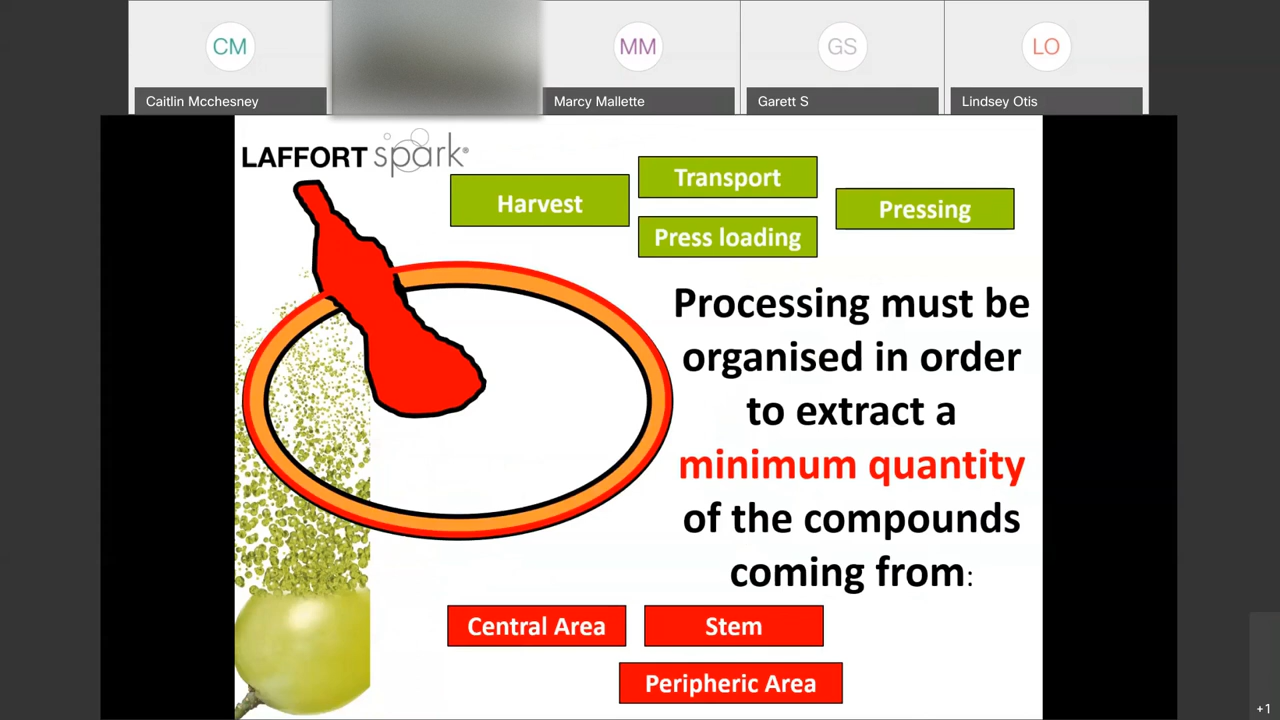 CM
MM
GS
LO
Caitlin Mcchesney
Marcy Mallette
Garett S
Lindsey Otis
LAFFORT spark®
Harvest
Transport
Press loading
Pressing
Processing must be
organised in order
to extract a
minimum quantity
of the compounds
coming from:
Central Area
Stem
Peripheric Area
+1